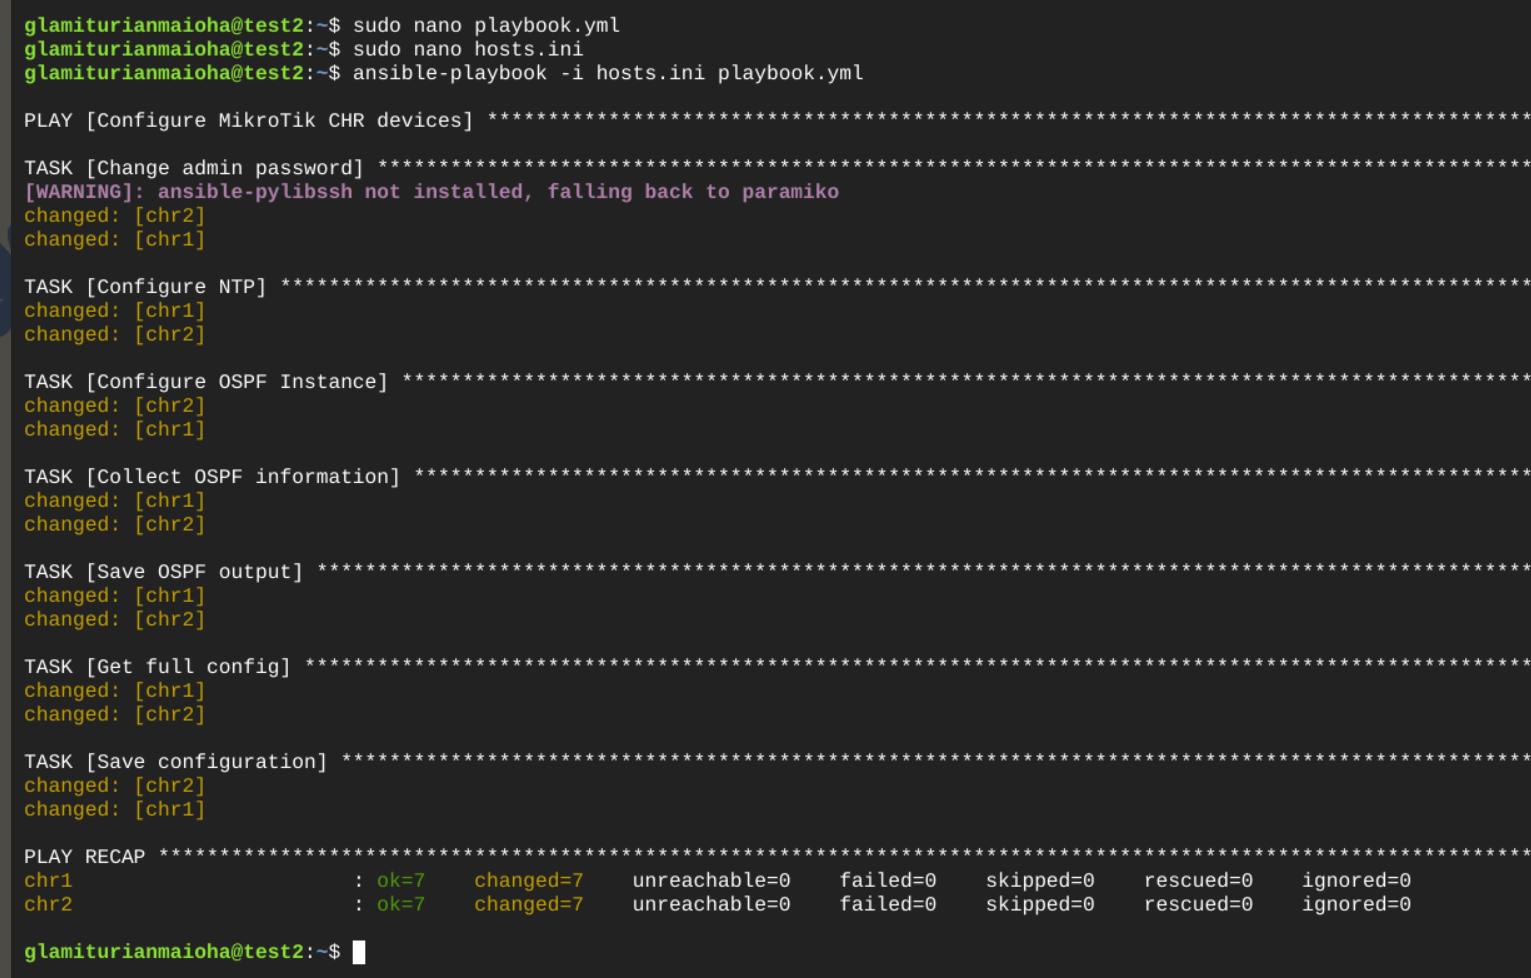 glamiturianmaioha@test2:~$ sudo nano playbook.yml
glamiturianmaioha@test2:~$ sudo nano hosts.ini
glamiturianmaioha@test2:~$ ansible-playbook -i hosts.ini playbook.yml
PLAY [Configure MikroTik CHR devices] **************************************************************************************
TASK [Change admin password] ***********************************************************************************************
[WARNING]: ansible-pylibssh not installed, falling back to paramiko
changed: [chr2]
changed: [chr1]
TASK [Configure NTP] *******************************************************************************************************
changed: [chr1]
changed: [chr2]
TASK [Configure OSPF Instance] *********************************************************************************************
changed: [chr2]
changed: [chr1]
TASK [Collect OSPF information] ********************************************************************************************
changed: [chr1]
changed: [chr2]
TASK [Save OSPF output] ****************************************************************************************************
changed: [chr1]
changed: [chr2]
TASK [Get full config] *****************************************************************************************************
changed: [chr1]
changed: [chr2]
TASK [Save configuration] **************************************************************************************************
changed: [chr2]
changed: [chr1]
PLAY RECAP *****************************************************************************************************************
chr1 : ok=7 changed=7 unreachable=0 failed=0 skipped=0 rescued=0 ignored=0
chr2 : ok=7 changed=7 unreachable=0 failed=0 skipped=0 rescued=0 ignored=0
glamiturianmaioha@test2:~$